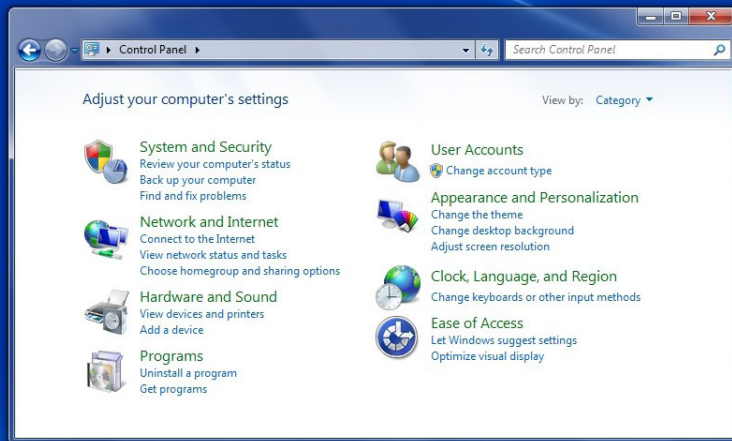 Control Panel
Search Control Panel
Adjust your computer's settings
View by: Category
System and Security
Review your computer's status
Back up your computer
Find and fix problems
Network and Internet
Connect to the Internet
View network status and tasks
Choose homegroup and sharing options
Hardware and Sound
View devices and printers
Add a device
Programs
Uninstall a program
Get programs
User Accounts
Change account type
Appearance and Personalization
Change the theme
Change desktop background
Adjust screen resolution
Clock, Language, and Region
Change keyboards or other input methods
Ease of Access
Let Windows suggest settings
Optimize visual display